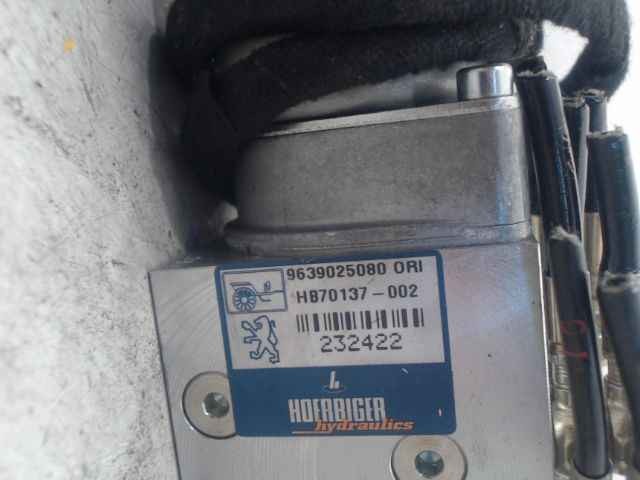 9639025080 ORI
HB70137-002
232422
HOERBIGER
hydraulics